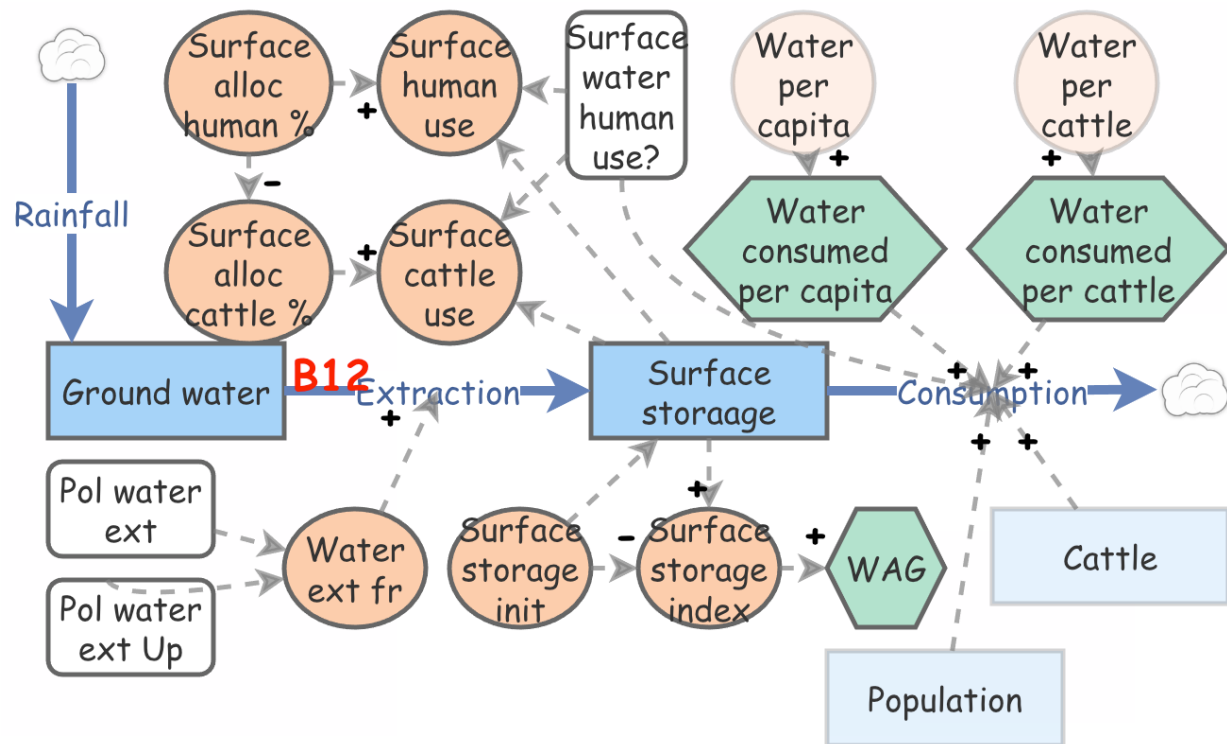 Surface
alloc
human %
Surface
human
use
Surface
water
human
use?
Water
per
capita
Water
per
cattle
+
+
+
-
Rainfall
Surface
alloc
cattle %
+
Surface
cattle
use
Water
consumed
per capita
Water
consumed
per cattle
Ground water
B12
Extraction
+
Surface
storaage
+
+
Consumption
+
+
Pol water
ext
Pol water
ext Up
Water
ext fr
Surface
storage
init
-
+
Surface
storage
index
+
WAG
Cattle
Population